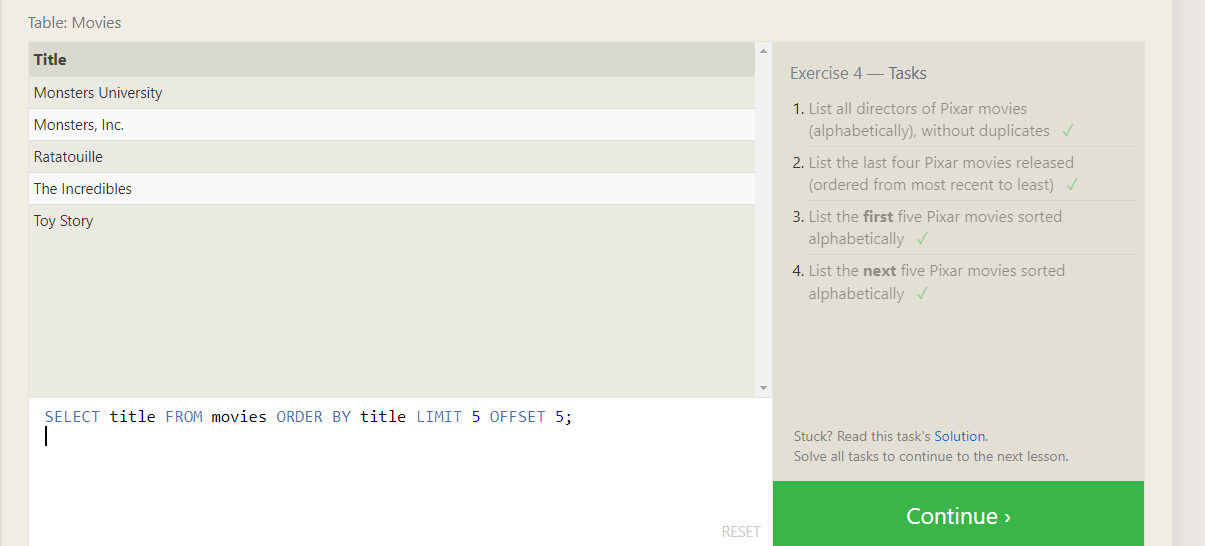 Table: Movies
Title
Monsters University
Monsters, Inc.
Ratatouille
The Incredibles
Toy Story
SELECT title FROM movies ORDER BY title LIMIT 5 OFFSET 5;
RESET
Exercise 4 — Tasks
1. List all directors of Pixar movies
(alphabetically), without duplicates ✓
2. List the last four Pixar movies released
(ordered from most recent to least) ✓
3. List the first five Pixar movies sorted
alphabetically ✓
4. List the next five Pixar movies sorted
alphabetically ✓
Stuck? Read this task's Solution.
Solve all tasks to continue to the next lesson.
Continue ›